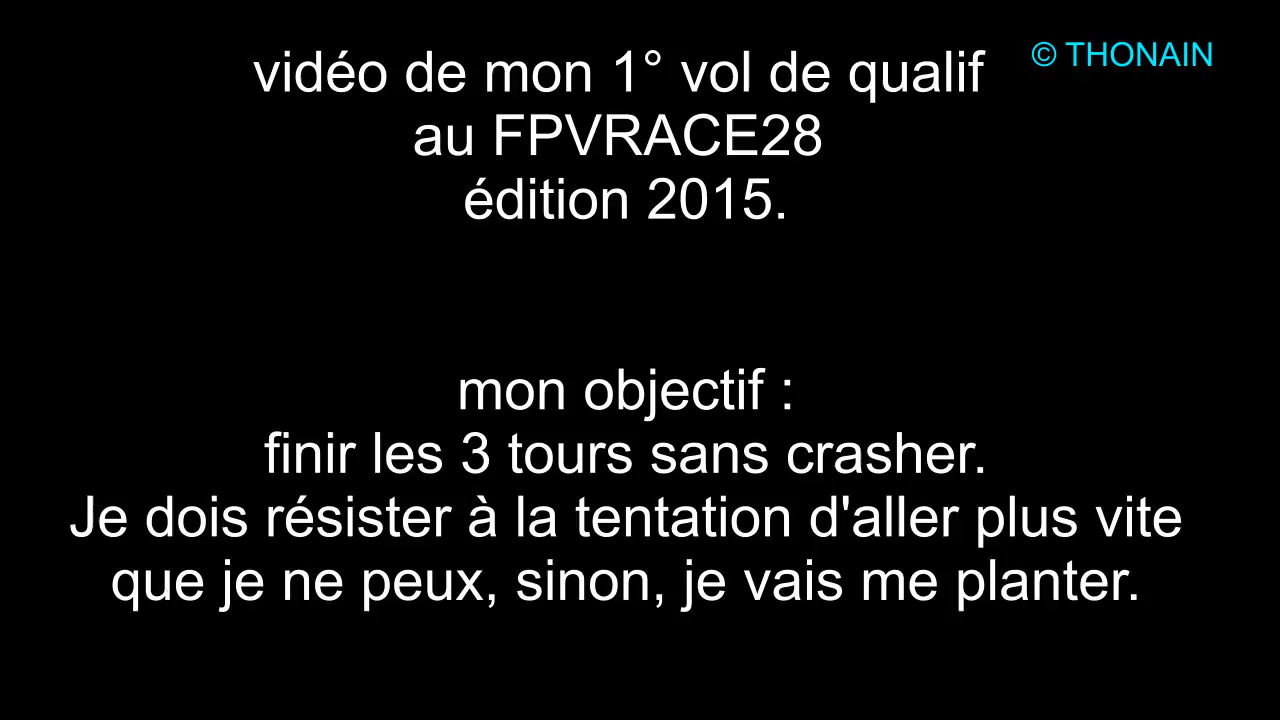 vidéo de mon 1° vol de qualif
© THONAIN
au FPVRACE28
édition 2015.
mon objectif :
finir les 3 tours sans crasher.
Je dois résister à la tentation d'aller plus vite
que je ne peux, sinon, je vais me planter.